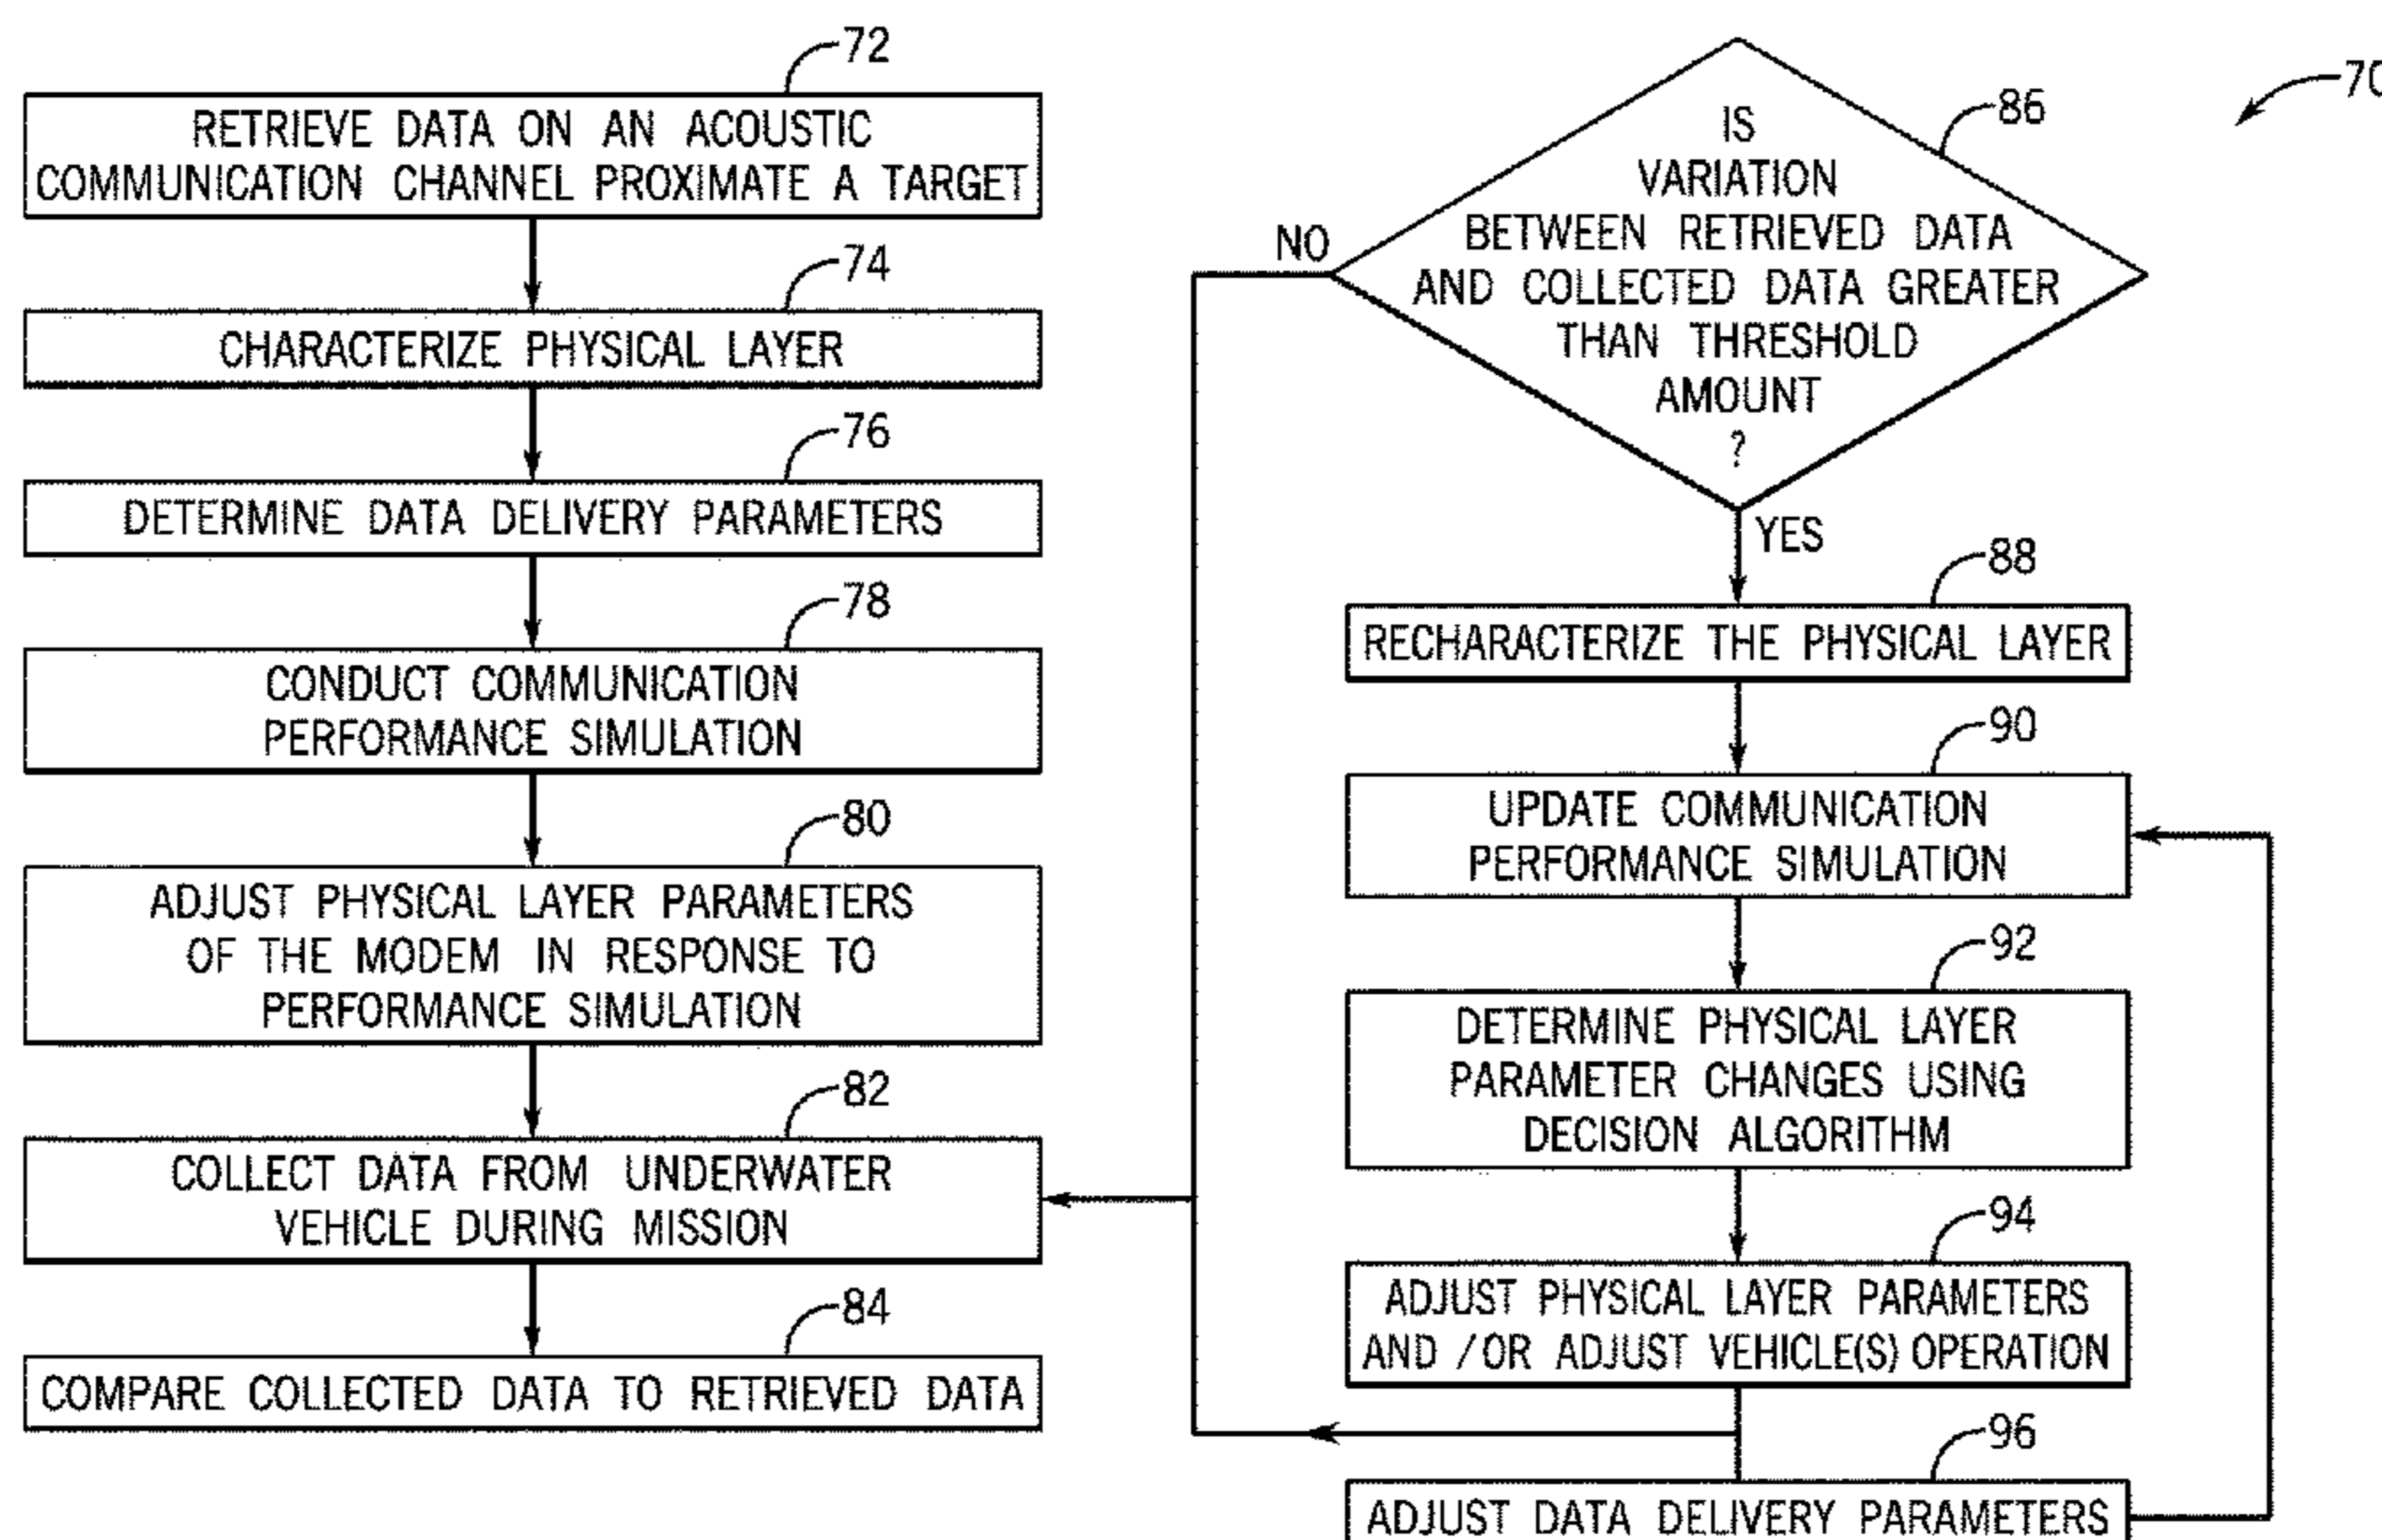 72
RETRIEVE DATA ON AN ACOUSTIC
COMMUNICATION CHANNEL PROXIMATE A TARGET
74
CHARACTERIZE PHYSICAL LAYER
76
DETERMINE DATA DELIVERY PARAMETERS
78
CONDUCT COMMUNICATION
PERFORMANCE SIMULATION
80
ADJUST PHYSICAL LAYER PARAMETERS
OF THE MODEM IN RESPONSE TO
PERFORMANCE SIMULATION
82
COLLECT DATA FROM UNDERWATER
VEHICLE DURING MISSION
84
COMPARE COLLECTED DATA TO RETRIEVED DATA
70
86
IS
VARIATION
BETWEEN RETRIEVED DATA
AND COLLECTED DATA GREATER
THAN THRESHOLD
AMOUNT
?
NO
YES
88
RECHARACTERIZE THE PHYSICAL LAYER
90
UPDATE COMMUNICATION
PERFORMANCE SIMULATION
92
DETERMINE PHYSICAL LAYER
PARAMETER CHANGES USING
DECISION ALGORITHM
94
ADJUST PHYSICAL LAYER PARAMETERS
AND /OR ADJUST VEHICLE(S) OPERATION
96
ADJUST DATA DELIVERY PARAMETERS